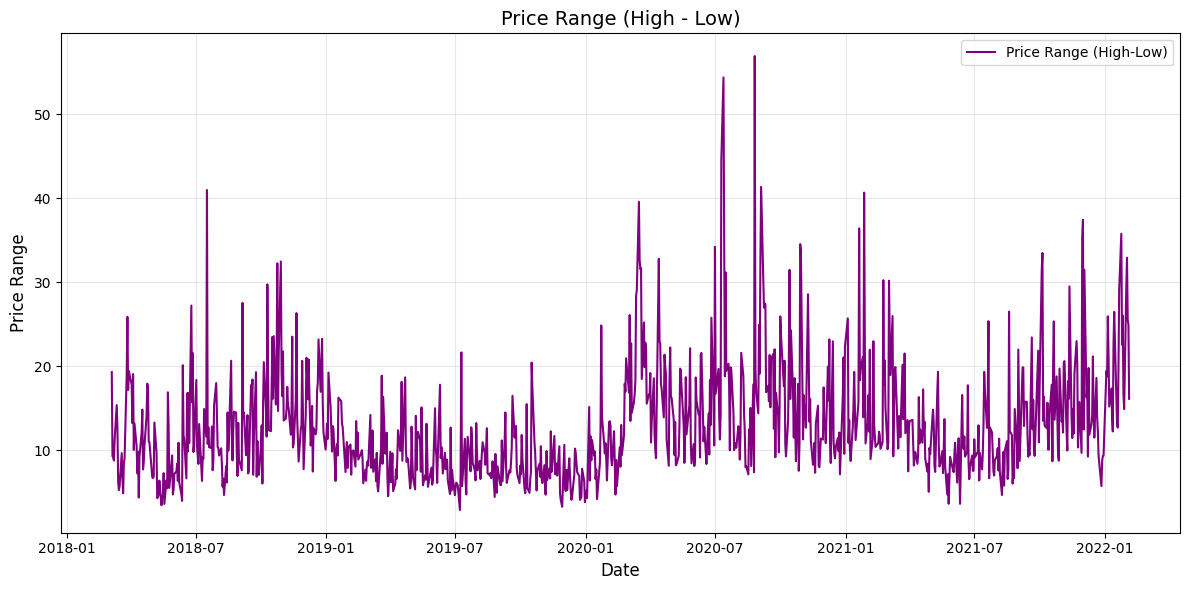 Price Range (High - Low)
Price Range (High-Low)
Price Range
50
40
30
20
10
2018-01 2018-07 2019-01 2019-07 2020-01 2020-07 2021-01 2021-07 2022-01
Date